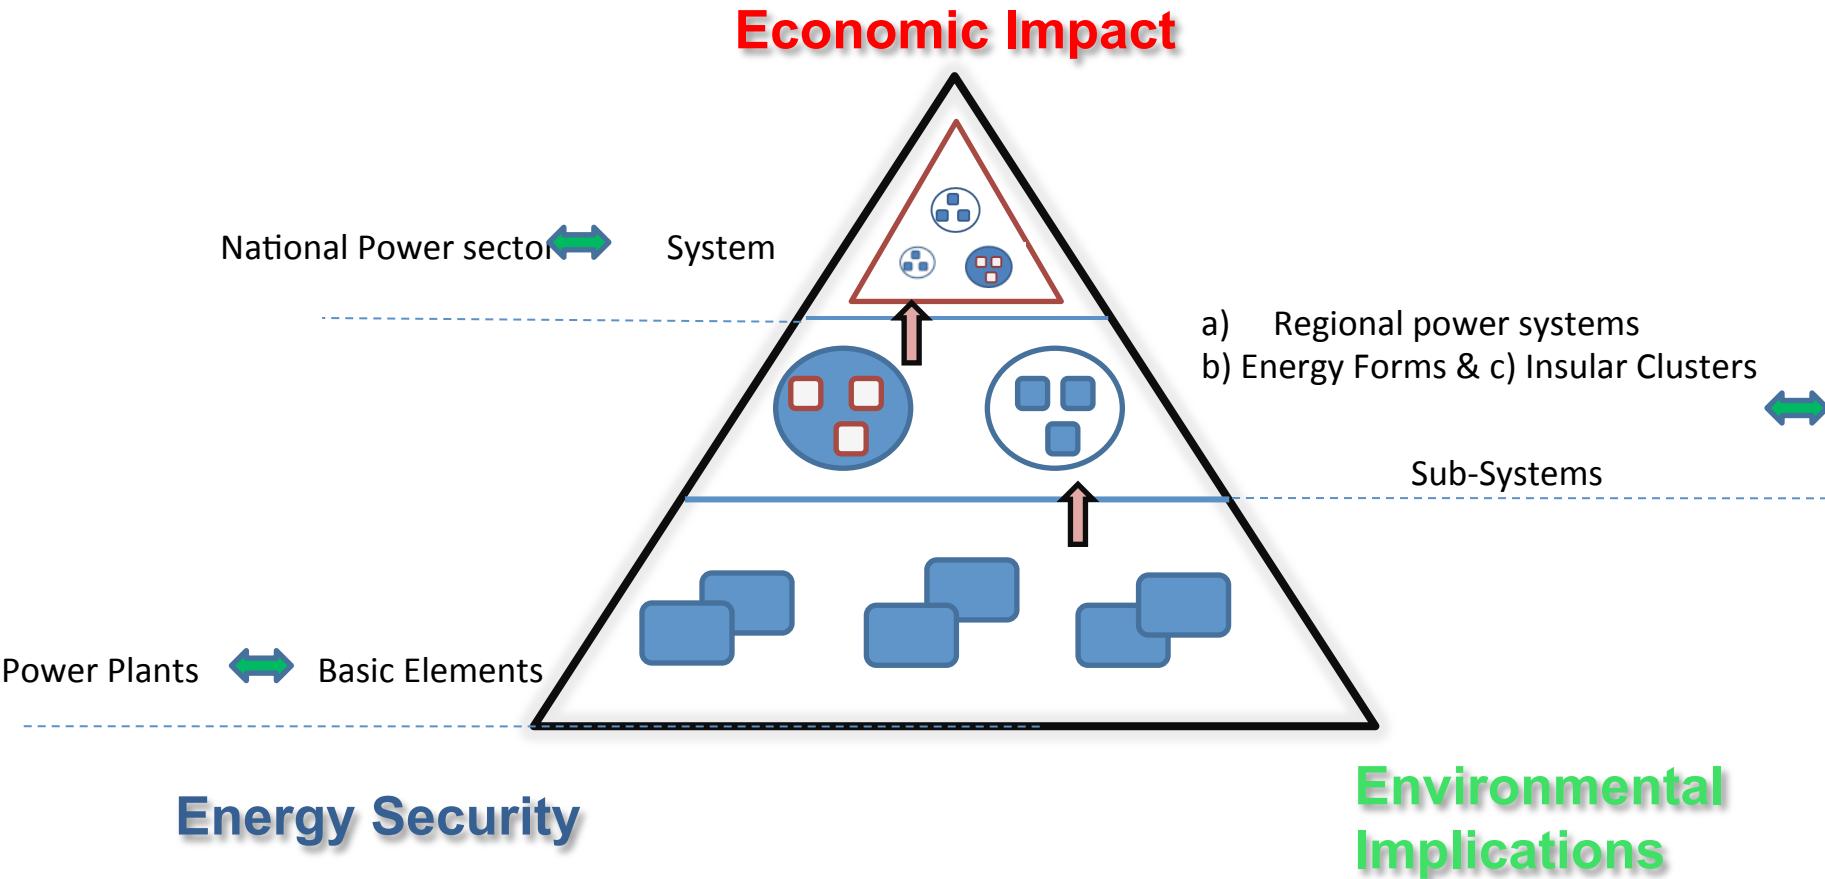 Economic Impact
National Power sector
System
a) Regional power systems
b) Energy Forms & c) Insular Clusters
Sub-Systems
Power Plants
Basic Elements
Energy Security
Environmental
Implications